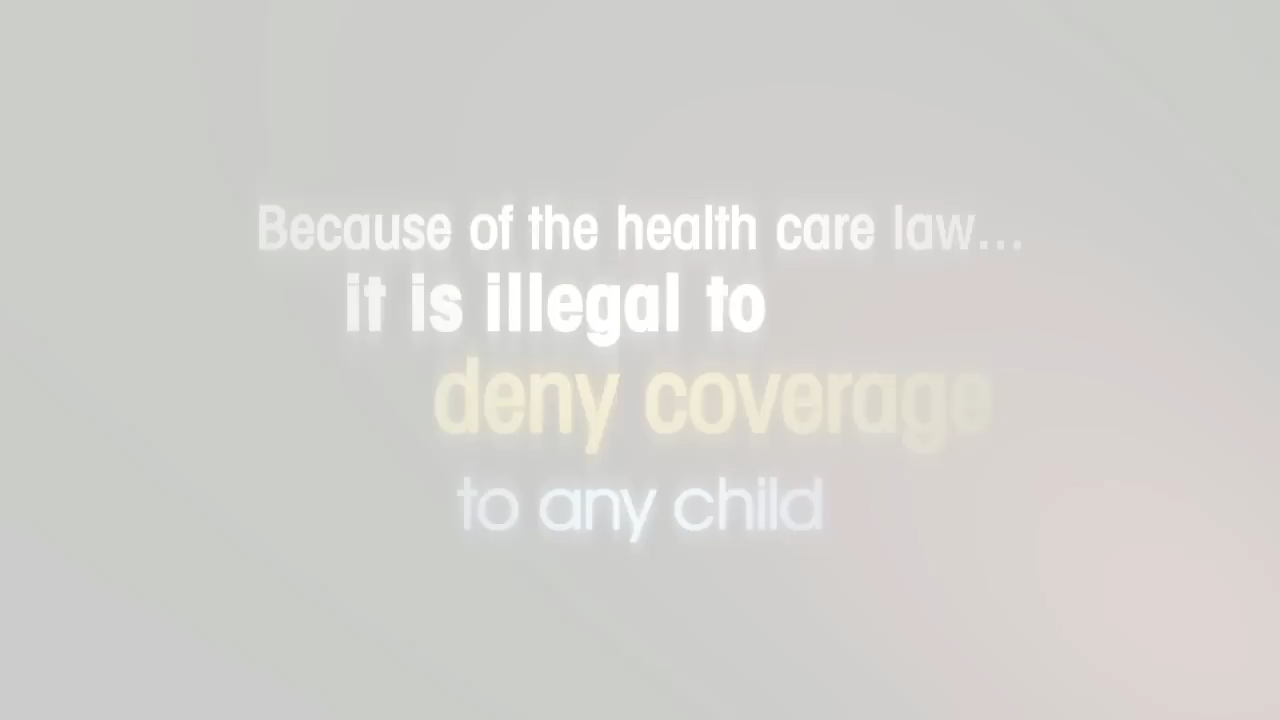 Because of the health care law...
it is illegal to
deny coverage
to any child